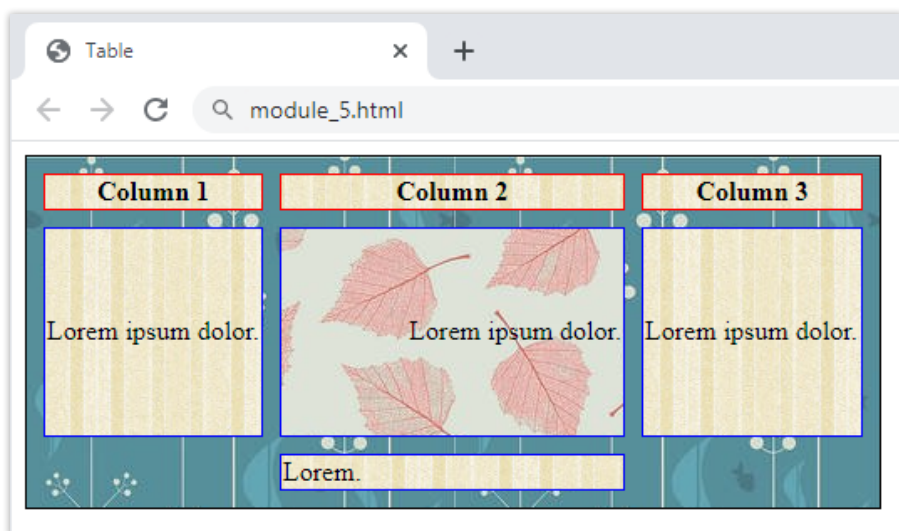 Table
module_5.html
Column 1 Column 2 Column 3
Lorem ipsum dolor. Lorem ipsum dolor. Lorem ipsum dolor.
Lorem.